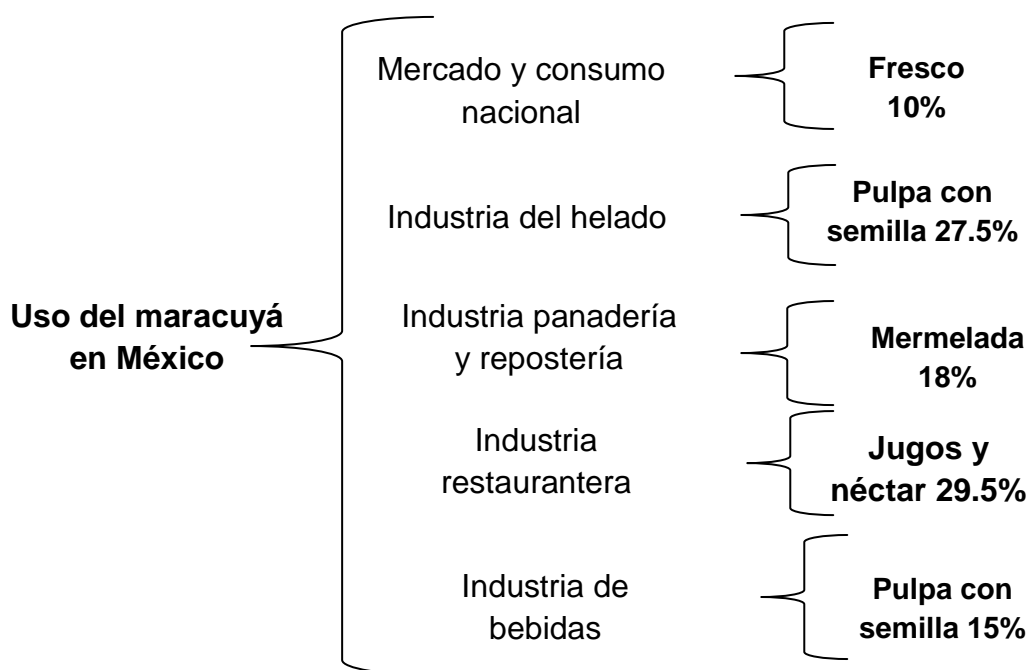 Uso del maracuyá
en México
Mercado y consumo
nacional
Fresco
10%
Industria del helado
Pulpa con
semilla 27.5%
Industria panadería
y repostería
Mermelada
18%
Industria
restaurantera
Jugos y
néctar 29.5%
Industria de
bebidas
Pulpa con
semilla 15%